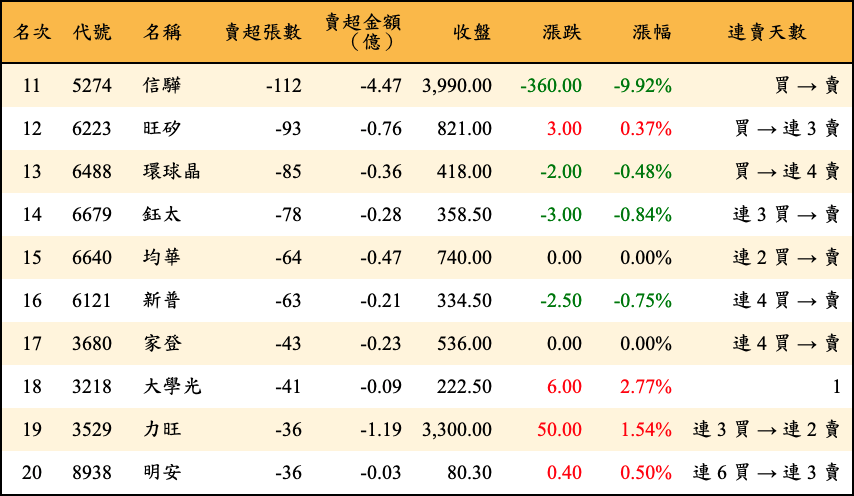 名次 代號 名稱 賣超張數 賣超金額（億） 收盤 漲跌 漲幅 連賣天數
11 5274 信驊 -112 -4.47 3,990.00 -360.00 -9.92% 買 → 賣
12 6223 旺矽 -93 -0.76 821.00 3.00 0.37% 買 → 連 3 賣
13 6488 環球晶 -85 -0.36 418.00 -2.00 -0.48% 買 → 連 4 賣
14 6679 鈺太 -78 -0.28 358.50 -3.00 -0.84% 連 3 買 → 賣
15 6640 均華 -64 -0.47 740.00 0.00 0.00% 連 2 買 → 賣
16 6121 新普 -63 -0.21 334.50 -2.50 -0.75% 連 4 買 → 賣
17 3680 家登 -43 -0.23 536.00 0.00 0.00% 連 4 買 → 賣
18 3218 大學光 -41 -0.09 222.50 6.00 2.77% 1
19 3529 力旺 -36 -1.19 3,300.00 50.00 1.54% 連 3 買 → 連 2 賣
20 8938 明安 -36 -0.03 80.30 0.40 0.50% 連 6 買 → 連 3 賣